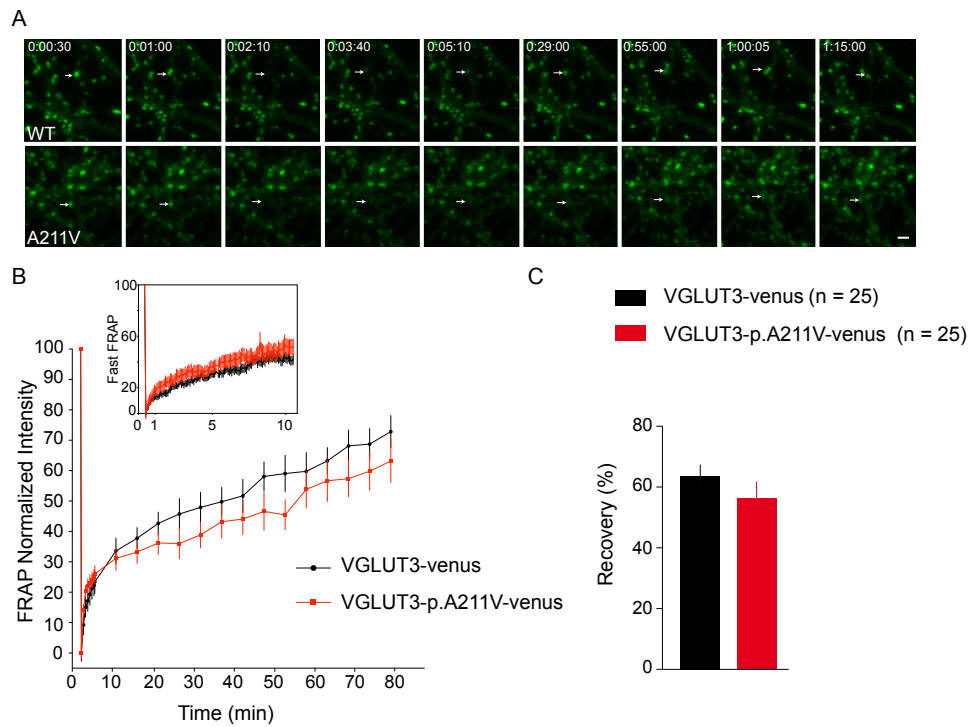 A
0:00:30 0:01:00 0:02:10 0:03:40 0:05:10 0:29:00 0:55:00 1:00:05 1:15:00
WT
A211V
B
100
80
60
40
20
0
Fast FRAP
1 5 10
100
90
80
70
60
50
40
30
20
10
0
FRAP Normalized Intensity
VGLUT3-venus
VGLUT3-p.A211V-venus
0 10 20 30 40 50 60 70 80
Time (min)
C
VGLUT3-venus (n = 25)
VGLUT3-p.A211V-venus (n = 25)
80
60
40
20
0
Recovery (%)